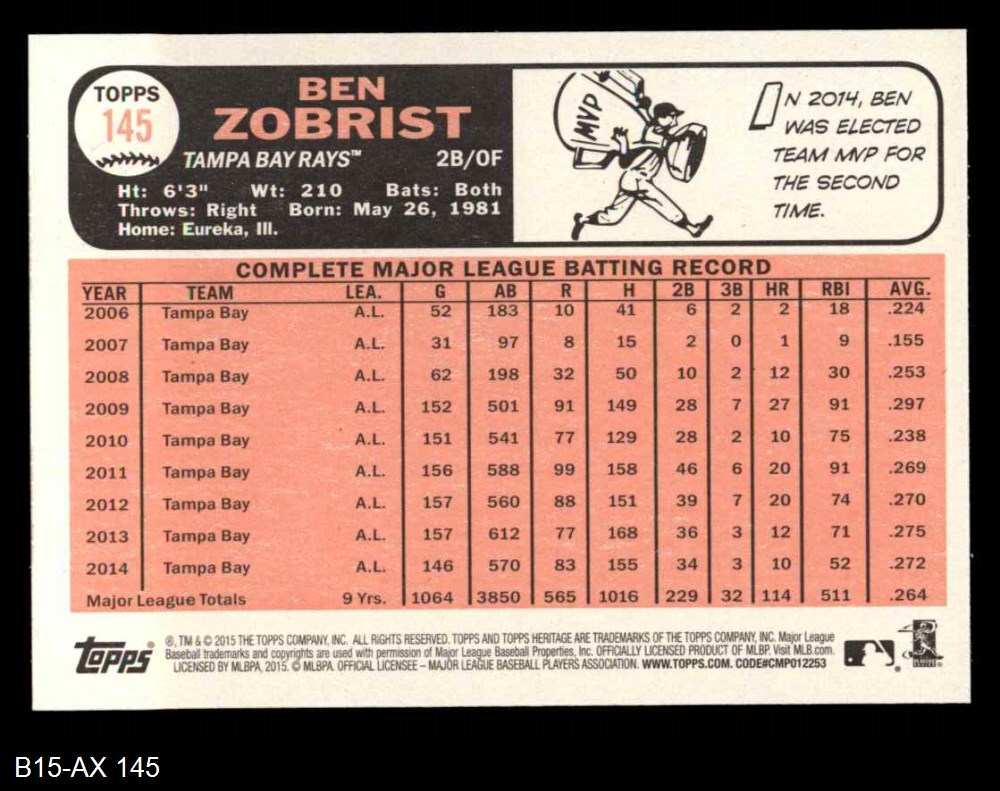 TOPPS
145
BEN
ZOBRIST
TAMPA BAY RAYS™ 2B/OF
Ht: 6'3" Wt: 210 Bats: Both
Throws: Right Born: May 26, 1981
Home: Eureka, Ill.
MVP
IN 2014, BEN
WAS ELECTED
TEAM MVP FOR
THE SECOND
TIME.
COMPLETE MAJOR LEAGUE BATTING RECORD
YEAR TEAM LEA. G AB R H 2B 3B HR RBI AVG.
2006 Tampa Bay A.L. 52 183 10 41 6 2 2 18 .224
2007 Tampa Bay A.L. 31 97 8 15 2 0 1 9 .155
2008 Tampa Bay A.L. 62 198 32 50 10 2 12 30 .253
2009 Tampa Bay A.L. 152 501 91 149 28 7 27 91 .297
2010 Tampa Bay A.L. 151 541 77 129 28 2 10 75 .238
2011 Tampa Bay A.L. 156 588 99 158 46 6 20 91 .269
2012 Tampa Bay A.L. 157 560 88 151 39 7 20 74 .270
2013 Tampa Bay A.L. 157 612 77 168 36 3 12 71 .275
2014 Tampa Bay A.L. 146 570 83 155 34 3 10 52 .272
Major League Totals 9 Yrs. 1064 3850 565 1016 229 32 114 511 .264
Topps®
®, TM & © 2015 THE TOPPS COMPANY, INC. ALL RIGHTS RESERVED. TOPPS AND TOPPS HERITAGE ARE TRADEMARKS OF THE TOPPS COMPANY, INC. Major League
Baseball trademarks and copyrights are used with permission of Major League Baseball Properties, Inc. OFFICIALLY LICENSED PRODUCT OF MLBP. Visit MLB.com.
LICENSED BY MLBPA, 2015. © MLBPA. OFFICIAL LICENSEE – MAJOR LEAGUE BASEBALL PLAYERS ASSOCIATION. WWW.TOPPS.COM. CODE#CMP012253
B15-AX 145